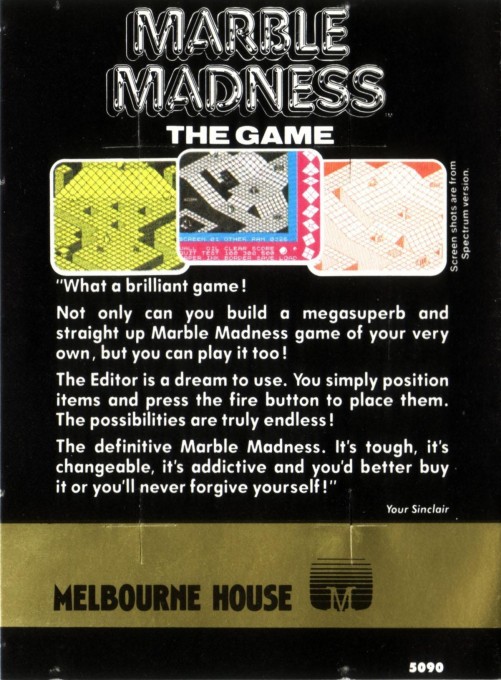 MARBLE
MADNESS
TM
THE GAME
Screen shots are from
Spectrum version.
"What a brilliant game!
Not only can you build a megasuperb and
straight up Marble Madness game of your very
own, but you can play it too!
The Editor is a dream to use. You simply position
items and press the fire button to place them.
The possibilities are truly endless!
The definitive Marble Madness. It's tough, it's
changeable, it's addictive and you'd better buy
it or you'll never forgive yourself!"
Your Sinclair
MELBOURNE HOUSE
M
5090